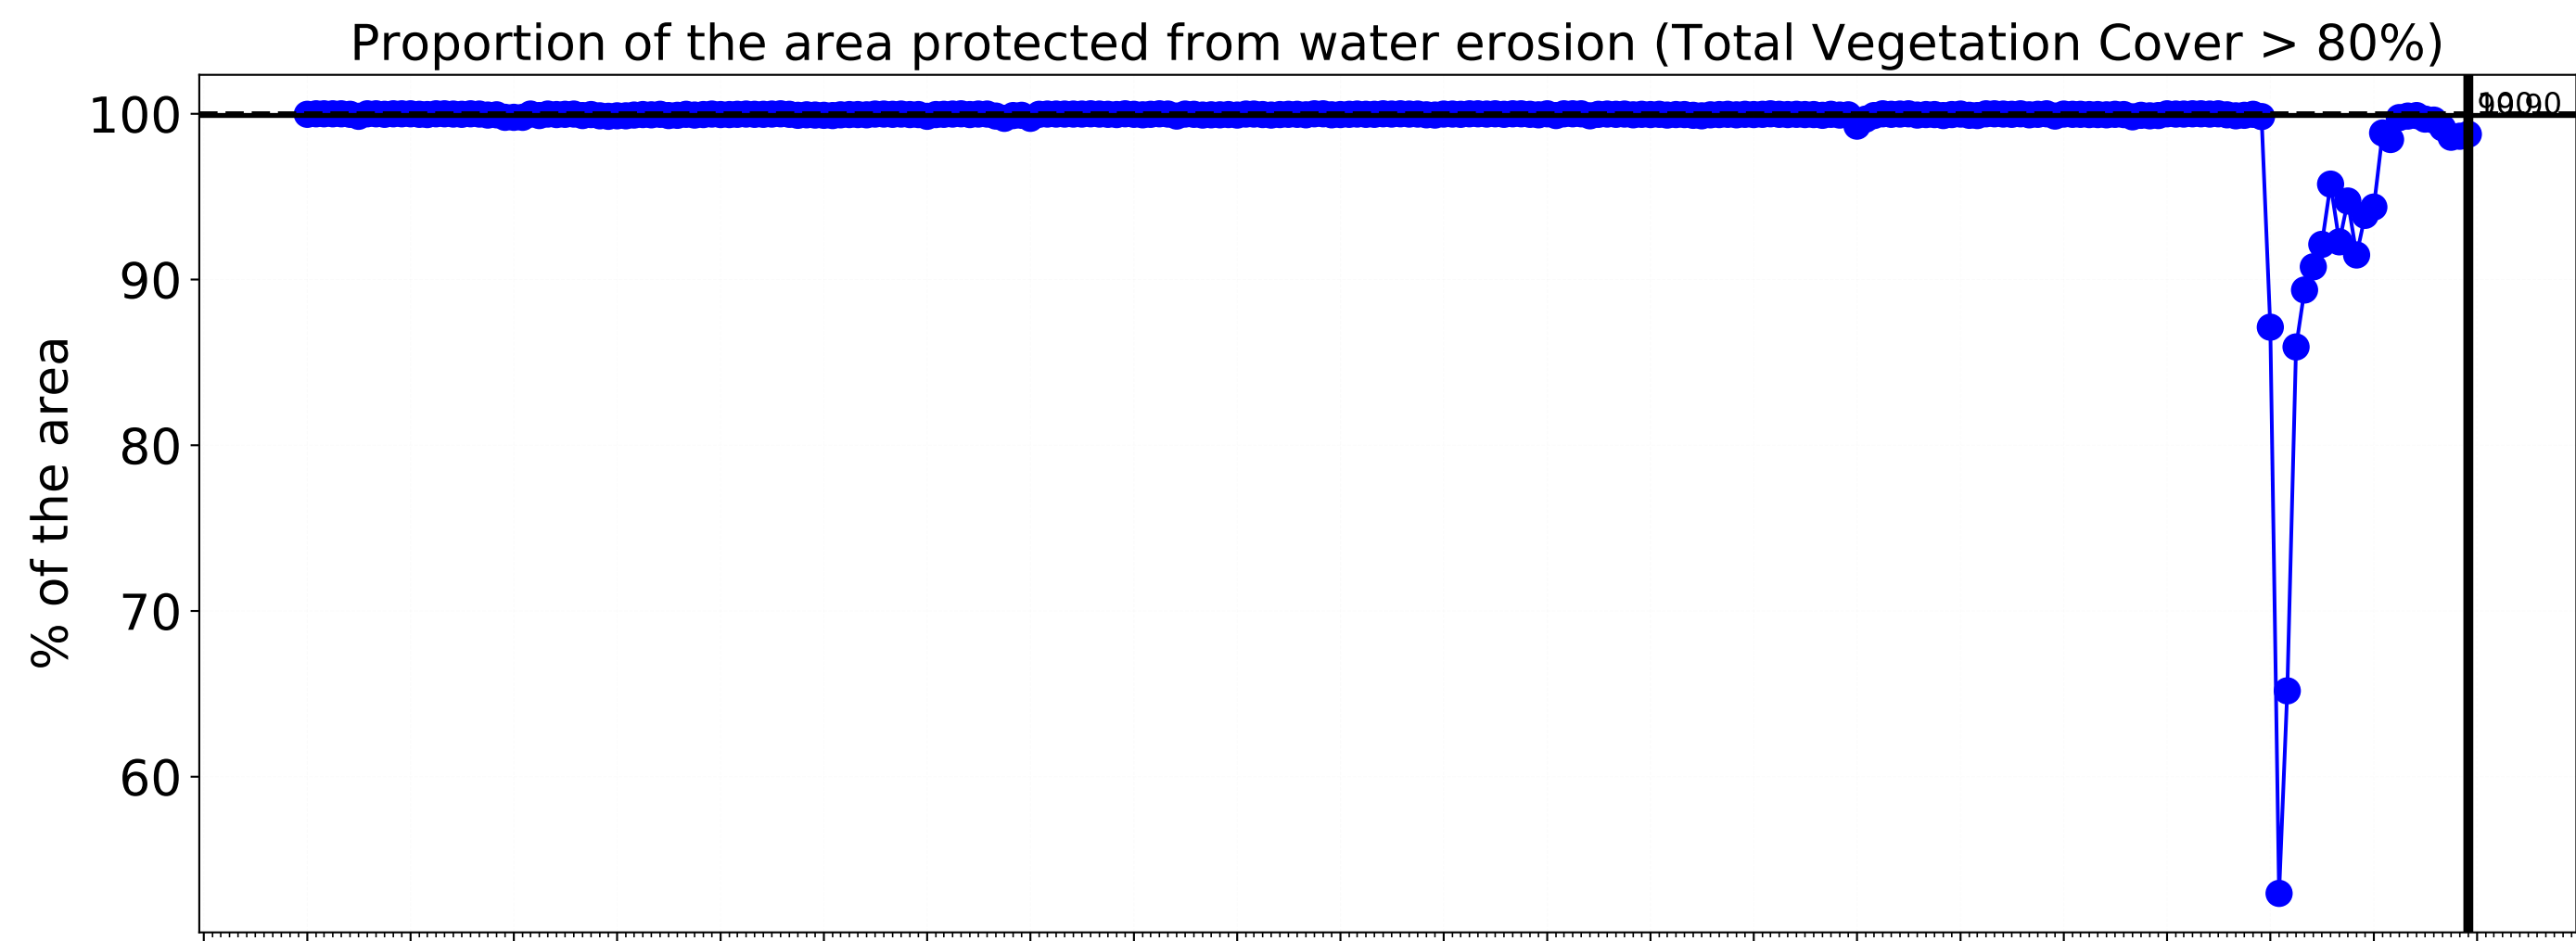 Proportion of the area protected from water erosion (Total Vegetation Cover > 80%)
100
90
80
70
60
% of the area